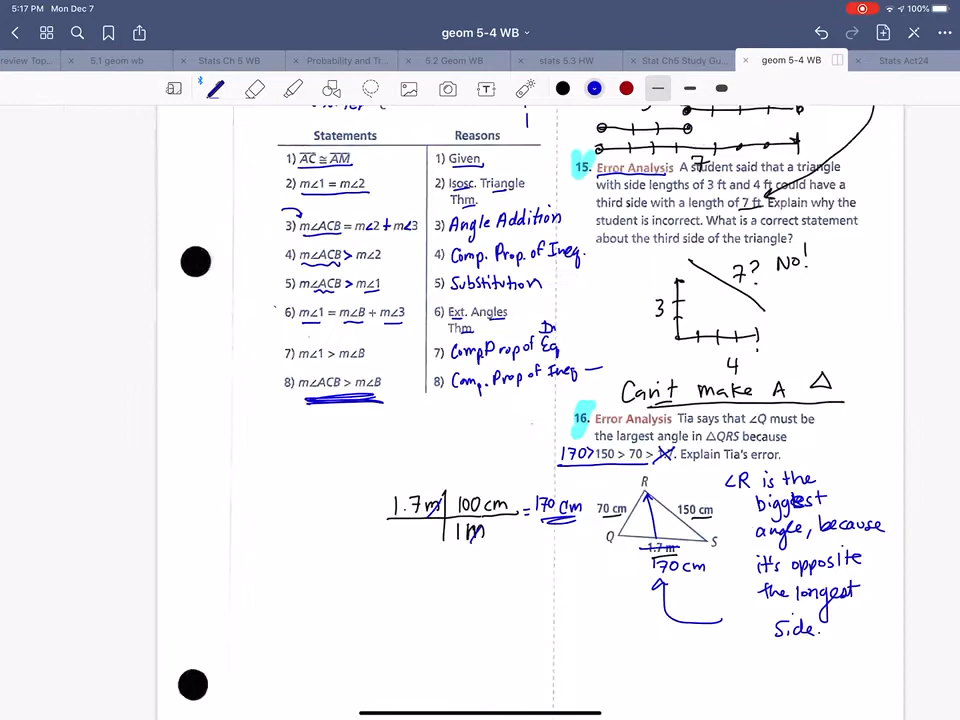 5:17 PM Mon Dec 7
100%
geom 5-4 WB
review Top...
5.1 geom wb
Stats Ch 5 WB
Probability and Tr...
5.2 Geom WB
stats 5.3 HW
Stat Ch5 Study Gu...
geom 5-4 WB
Stats Act24
Statements
Reasons
1) AC ≅ AM
1) Given
2) m∠1 = m∠2
2) Isosc. Triangle
Thm.
3) m∠ACB = m∠2 + m∠3
3) Angle Addition
4) m∠ACB > m∠2
4) Comp. Prop. of Ineq.
5) m∠ACB > m∠1
5) Substitution
6) m∠1 = m∠B + m∠3
6) Ext. Angles
Thm.
In
7) m∠1 > m∠B
7) Comp. Prop of Eq
8) m∠ACB > m∠B
8) Comp. Prop of Ineq
1.7m | 100 cm = 170 cm
1m
7
15. Error Analysis A student said that a triangle
with side lengths of 3 ft and 4 ft could have a
third side with a length of 7 ft. Explain why the
student is incorrect. What is a correct statement
about the third side of the triangle?
7? No!
3
4
Can't make A △
16. Error Analysis Tia says that ∠Q must be
the largest angle in △QRS because
170> 150 > 70 > 1.7. Explain Tia's error.
R
70 cm
150 cm
Q
S
1.7 m
170 cm
∠R is the
biggest
angle, because
it's opposite
the longest
side.